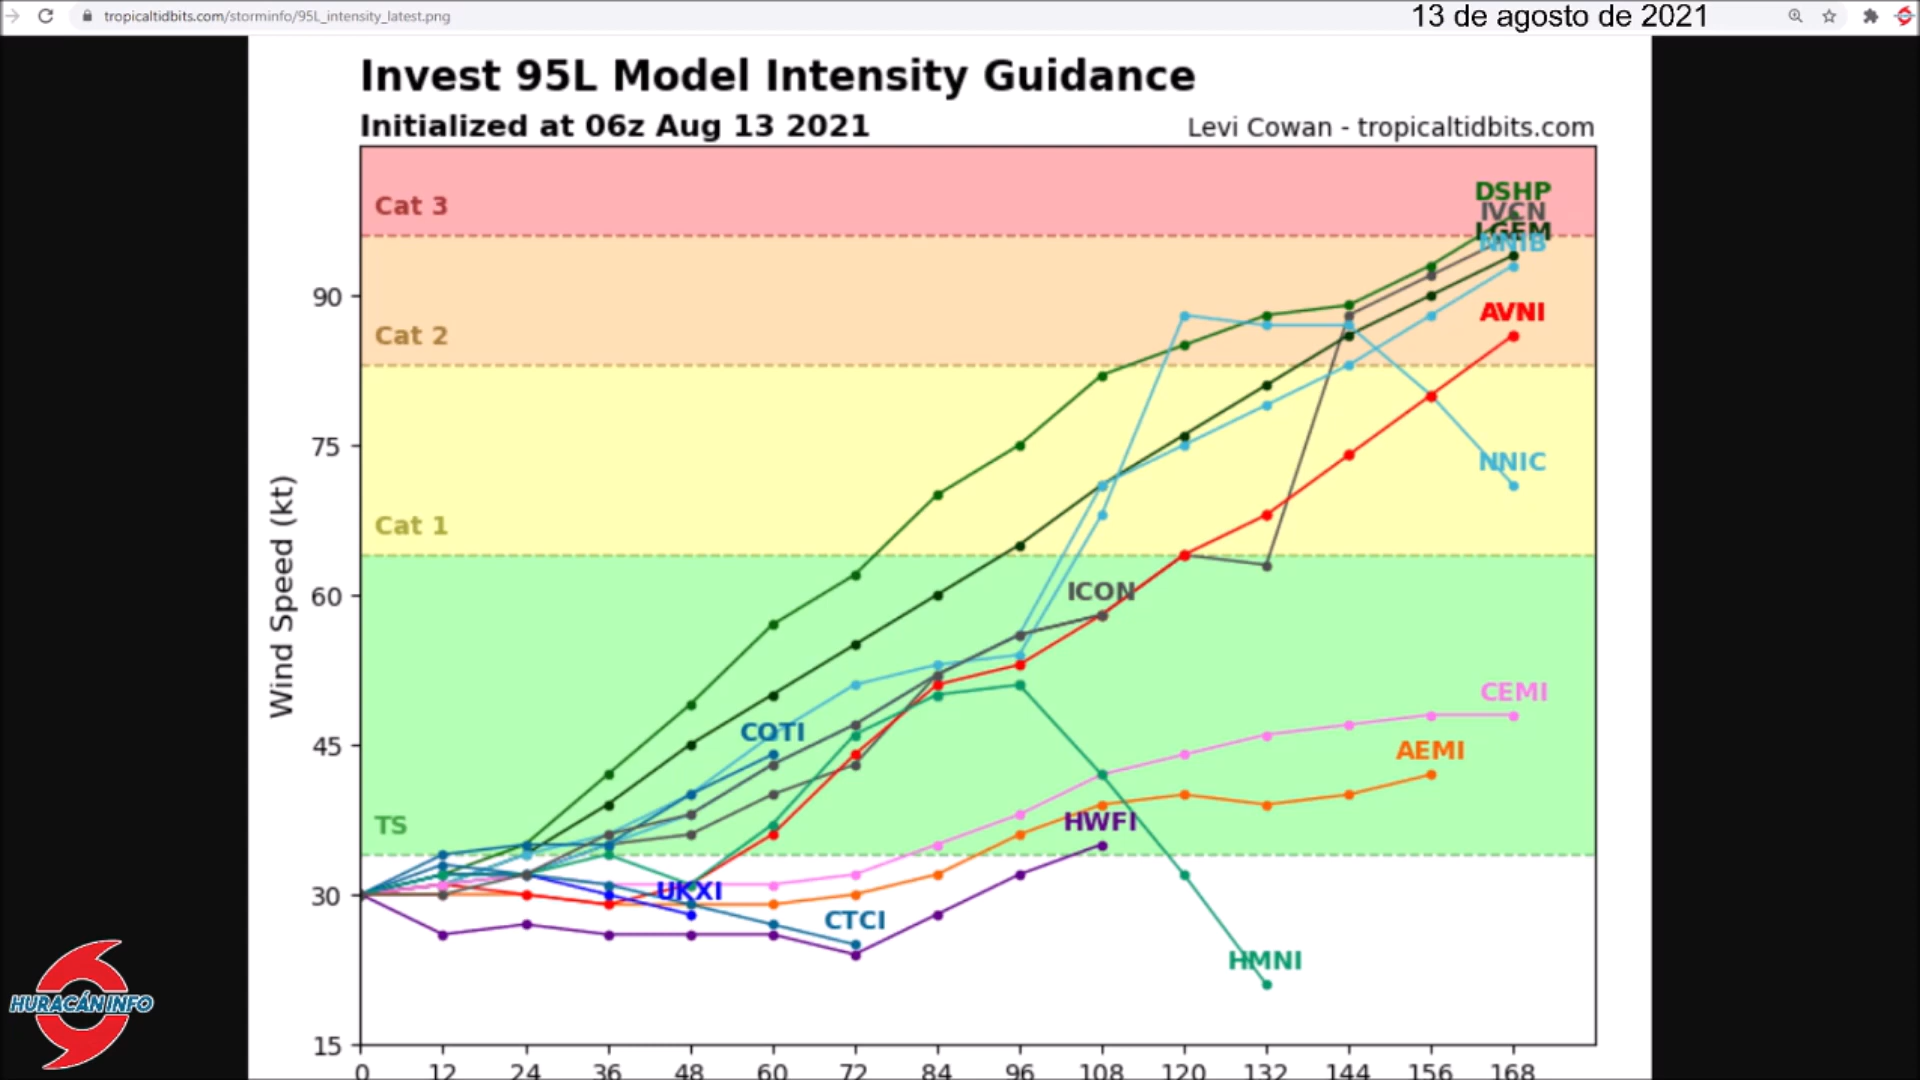 tropicaltidbits.com/storminfo/95L_intensity_latest.png
13 de agosto de 2021
Invest 95L Model Intensity Guidance
Initialized at 06z Aug 13 2021
Levi Cowan - tropicaltidbits.com
Cat 3
Cat 2
Cat 1
TS
Wind Speed (kt)
90
75
60
45
30
15
DSHP
IVCN
LGEM
NNIB
AVNI
NNIC
ICON
CEMI
COTI
AEMI
HWFI
UKXI
CTCI
HMNI
0 12 24 36 48 60 72 84 96 108 120 132 144 156 168
HURACÁN INFO